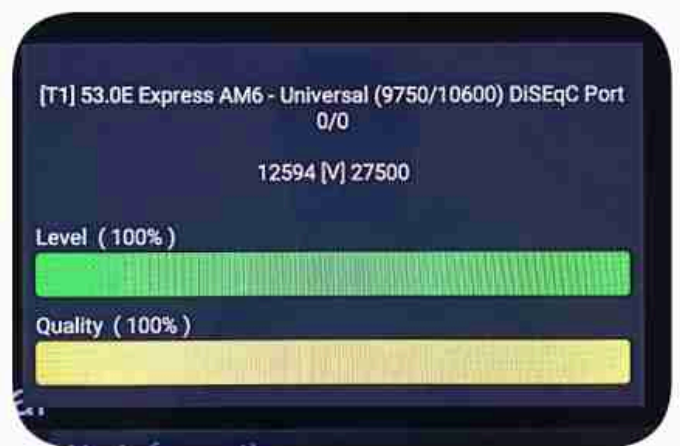 [T1] 53.0E Express AM6 - Universal (9750/10600) DiSEqC Port
0/0
12594 [V] 27500
Level ( 100% )
Quality ( 100% )